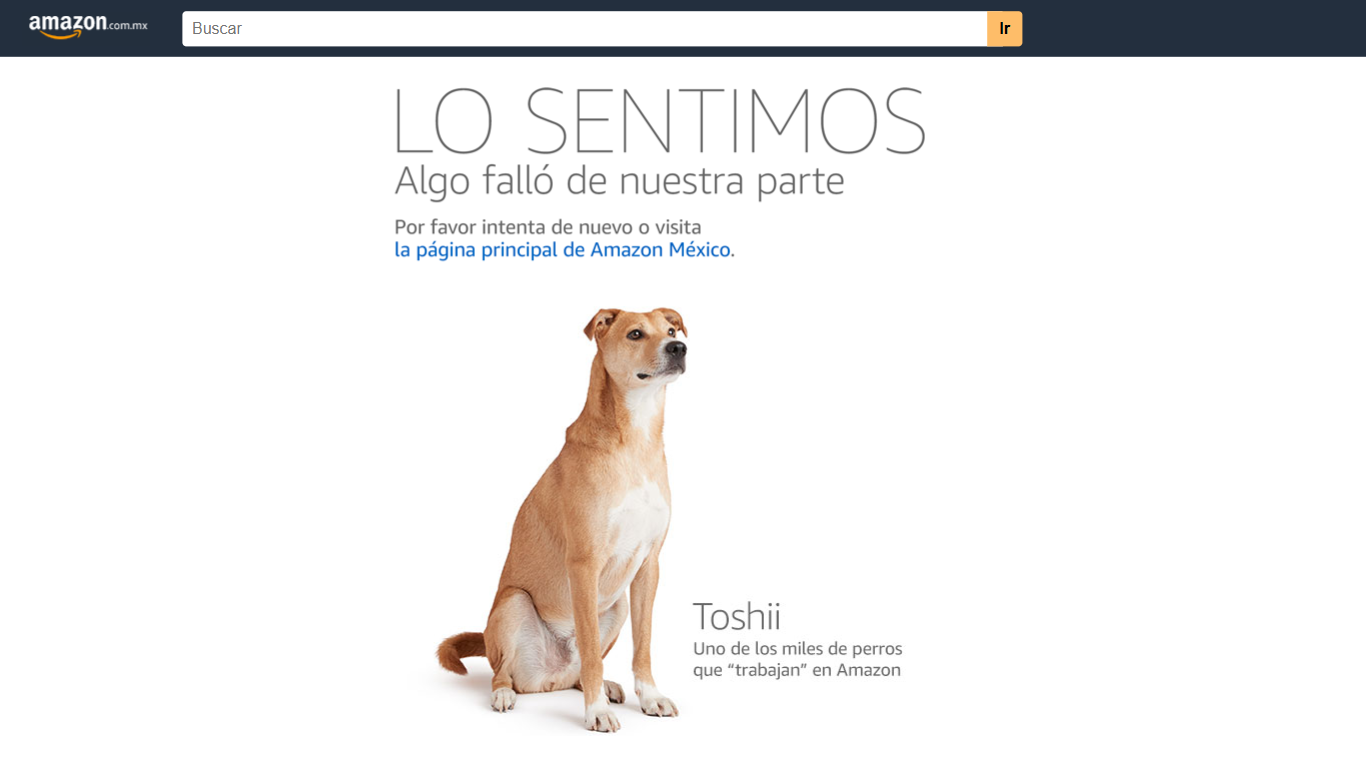 amazon.com.mx
Buscar
Ir
LO SENTIMOS
Algo falló de nuestra parte
Por favor intenta de nuevo o visita
la página principal de Amazon México.
Toshii
Uno de los miles de perros
que “trabajan” en Amazon